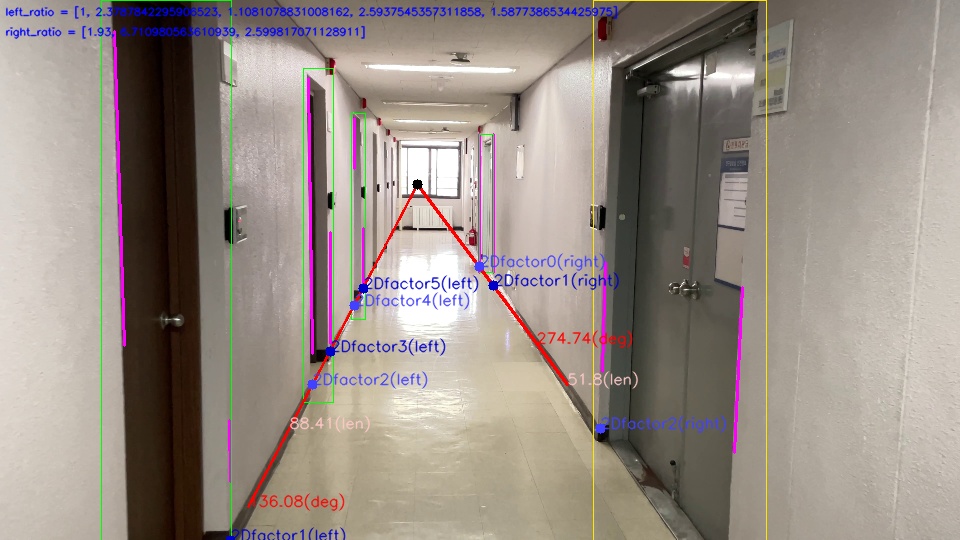 left_ratio = [1, 2.3787842295908523, 1.1081078831008162, 2.5937545357311858, 1.5877386534425975]
right_ratio = [1.93, 4.710980563610939, 2.599817071128911]
2Dfactor0(right)
2Dfactor5(left)
2Dfactor1(right)
2Dfactor4(left)
274.74(deg)
2Dfactor3(left)
2Dfactor2(left)
51.8(len)
88.41(len)
2Dfactor2(right)
36.08(deg)
2Dfactor1(left)